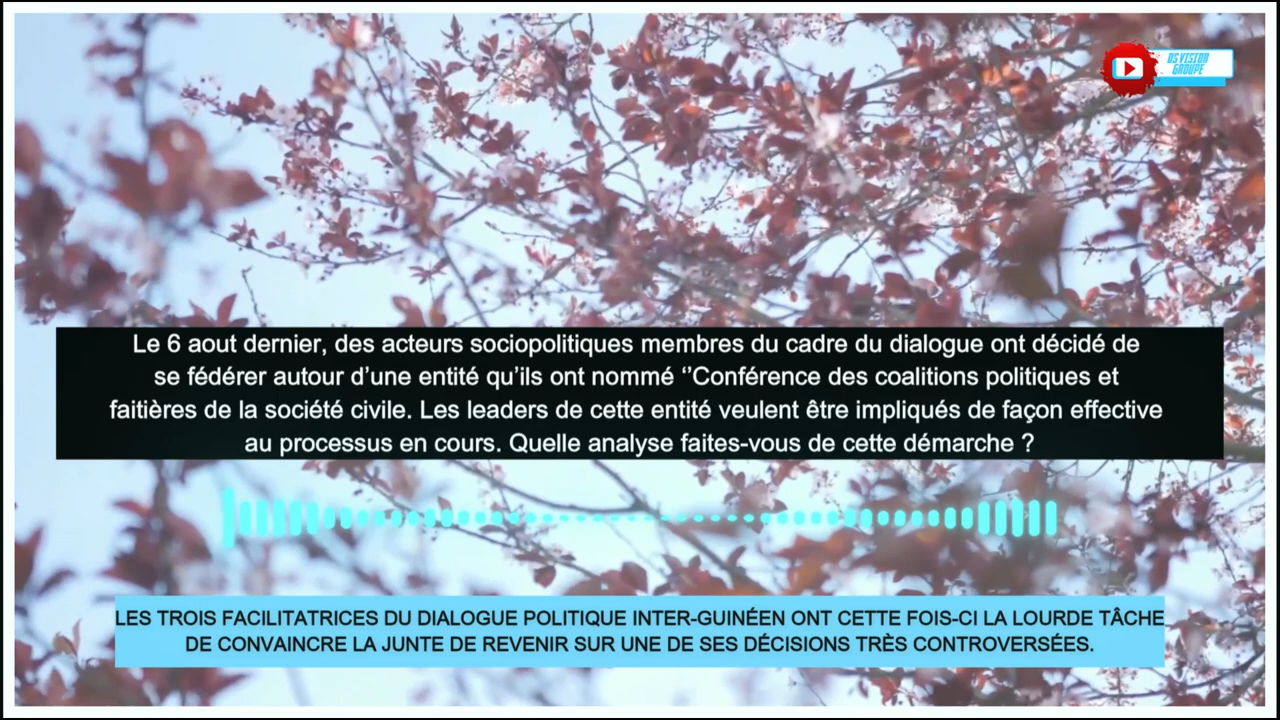 DS VISION
GROUPE
Le 6 aout dernier, des acteurs sociopolitiques membres du cadre du dialogue ont décidé de
se fédérer autour d’une entité qu’ils ont nommé ‘’Conférence des coalitions politiques et
faitières de la société civile. Les leaders de cette entité veulent être impliqués de façon effective
au processus en cours. Quelle analyse faites-vous de cette démarche ?
LES TROIS FACILITATRICES DU DIALOGUE POLITIQUE INTER-GUINÉEN ONT CETTE FOIS-CI LA LOURDE TÂCHE
DE CONVAINCRE LA JUNTE DE REVENIR SUR UNE DE SES DÉCISIONS TRÈS CONTROVERSÉES.